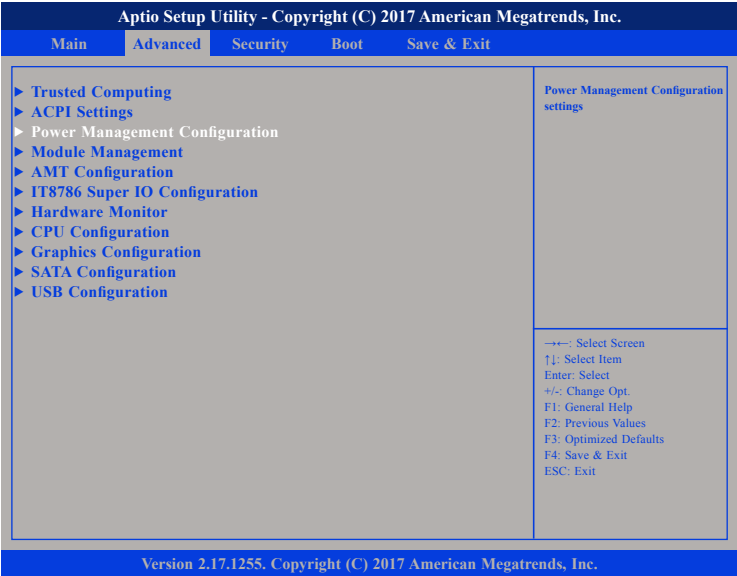 Aptio Setup Utility - Copyright (C) 2017 American Megatrends, Inc.
Main Advanced Security Boot Save & Exit
▶ Trusted Computing
▶ ACPI Settings
▶ Power Management Configuration
▶ Module Management
▶ AMT Configuration
▶ IT8786 Super IO Configuration
▶ Hardware Monitor
▶ CPU Configuration
▶ Graphics Configuration
▶ SATA Configuration
▶ USB Configuration
Power Management Configuration
settings
→←: Select Screen
↑↓: Select Item
Enter: Select
+/-: Change Opt.
F1: General Help
F2: Previous Values
F3: Optimized Defaults
F4: Save & Exit
ESC: Exit
Version 2.17.1255. Copyright (C) 2017 American Megatrends, Inc.